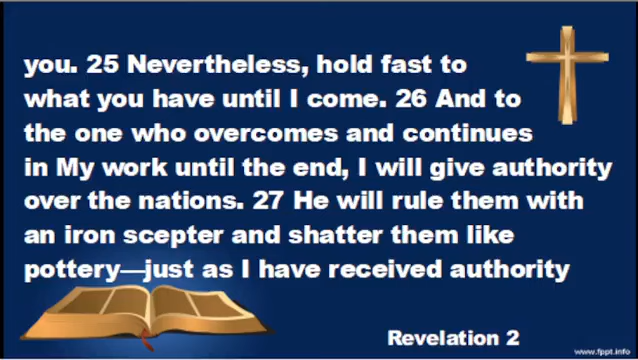 you. 25 Nevertheless, hold fast to
what you have until I come. 26 And to
the one who overcomes and continues
in My work until the end, I will give authority
over the nations. 27 He will rule them with
an iron scepter and shatter them like
pottery—just as I have received authority
Revelation 2
www.fppt.info